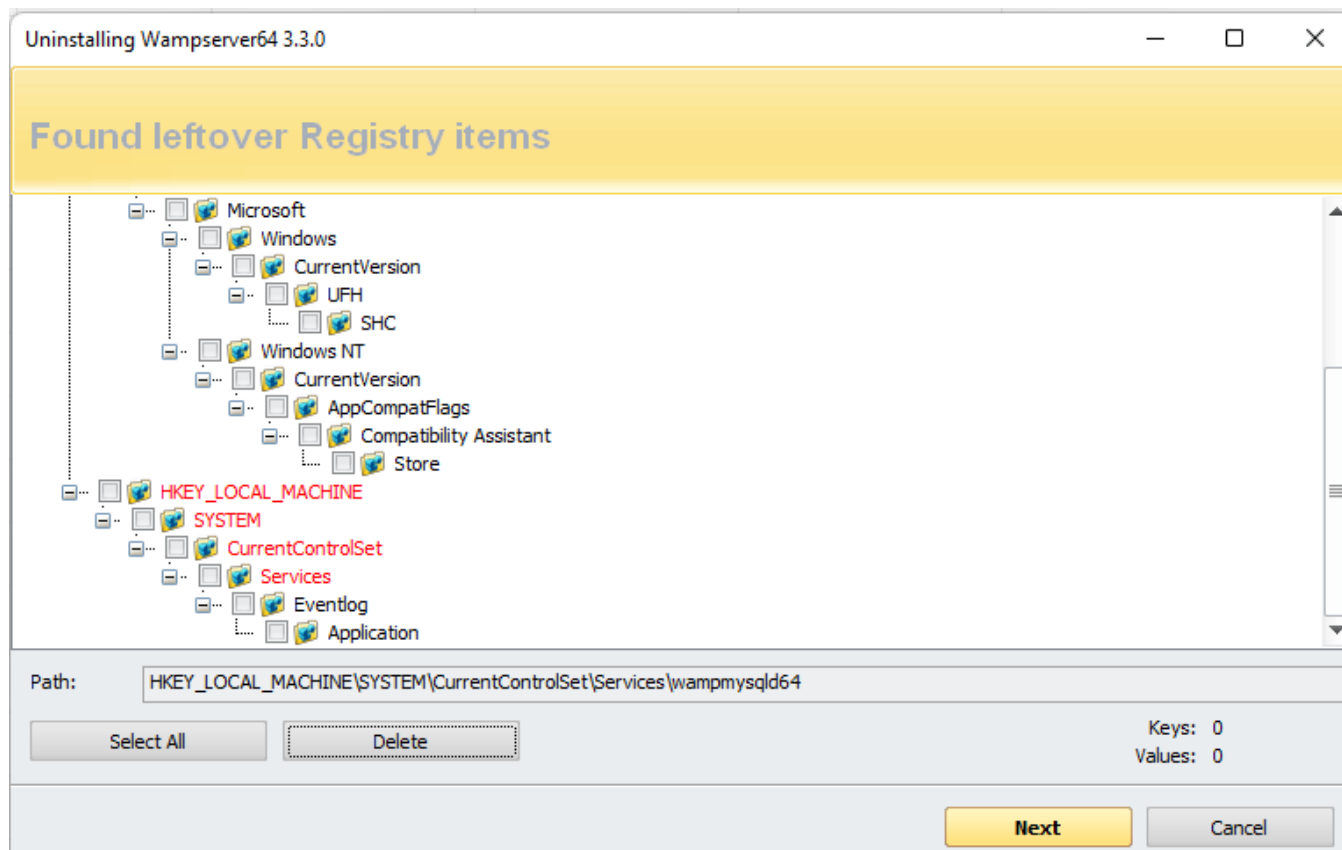 Uninstalling Wampserver64 3.3.0
Found leftover Registry items
Microsoft
Windows
CurrentVersion
UFH
SHC
Windows NT
CurrentVersion
AppCompatFlags
Compatibility Assistant
Store
HKEY_LOCAL_MACHINE
SYSTEM
CurrentControlSet
Services
Eventlog
Application
Path: HKEY_LOCAL_MACHINE\SYSTEM\CurrentControlSet\Services\wampmysqld64
Select All Delete Keys: 0
Values: 0
Next Cancel